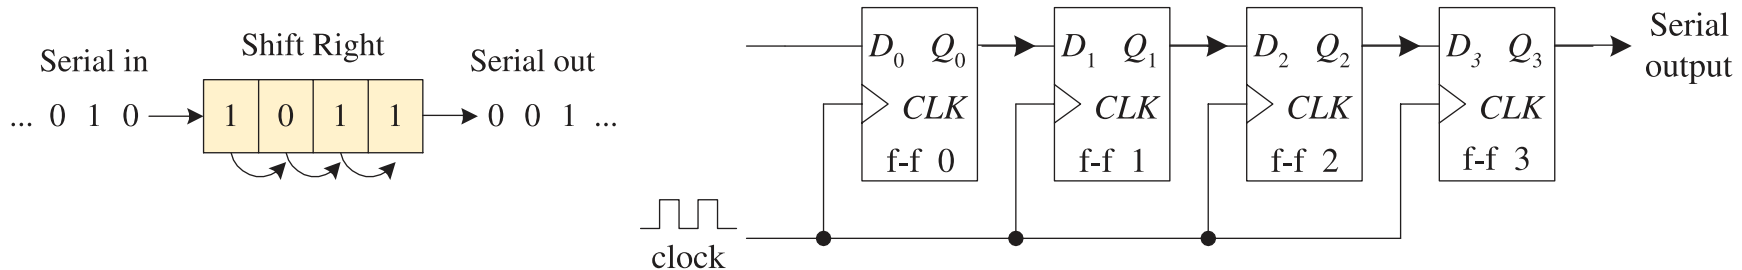 Shift Right
Serial in
Serial out
... 0 1 0
1 0 1 1
0 0 1 ...
D0 Q0
CLK
f-f 0
D1 Q1
CLK
f-f 1
D2 Q2
CLK
f-f 2
D3 Q3
CLK
f-f 3
Serial
output
clock